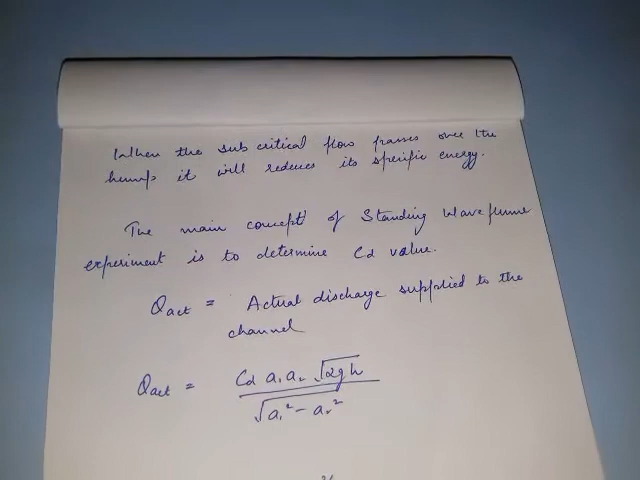 When the sub critical flow passes over the
hump it will reduces its specific energy.
The main concept of Standing Wave flume
experiment is to determine Cd value.
Qact = Actual discharge supplied to the
channel
Qact = Cd a₁ a₂ √2gh
√a₁² - a₂²